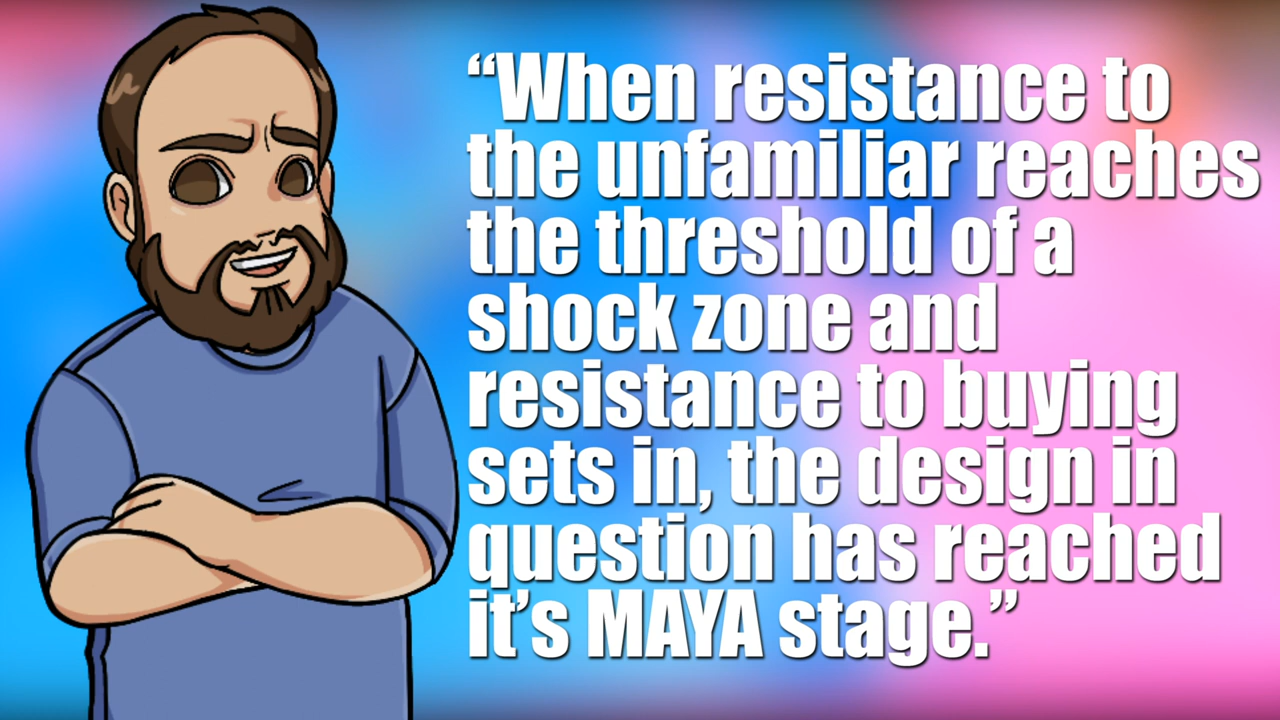 “When resistance to
the unfamiliar reaches
the threshold of a
shock zone and
resistance to buying
sets in, the design in
question has reached
it’s MAYA stage.”